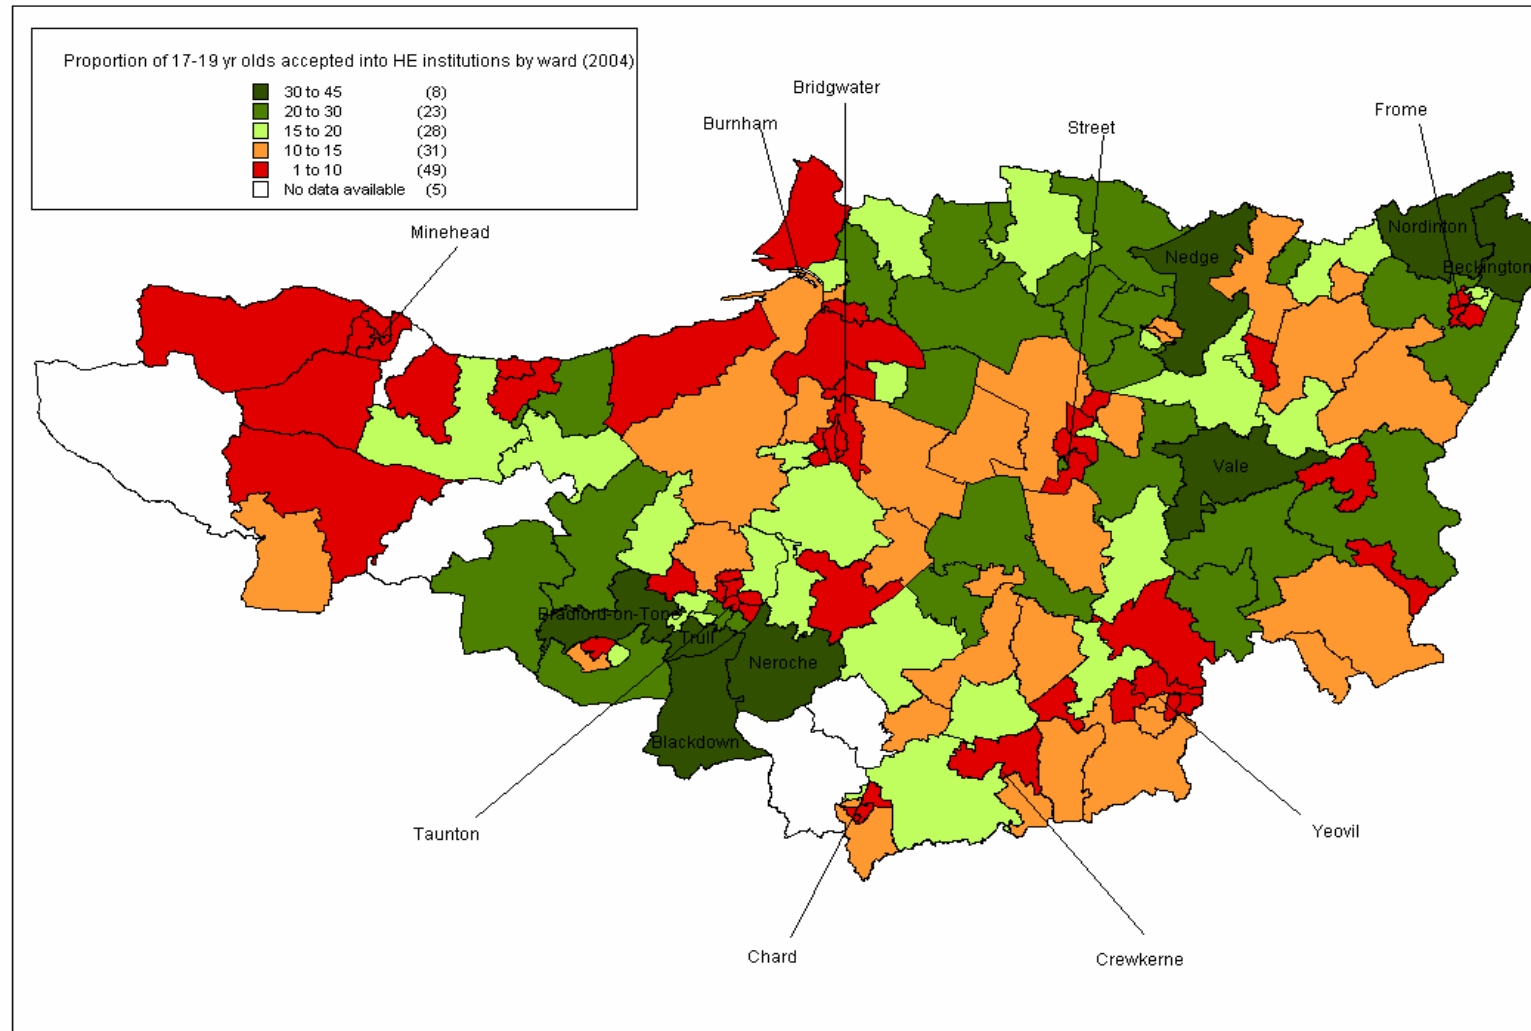 Proportion of 17-19 yr olds accepted into HE institutions by ward (2004)
30 to 45 (8)
20 to 30 (23)
15 to 20 (28)
10 to 15 (31)
1 to 10 (49)
No data available (5)
Bridgwater
Burnham
Street
Frome
Minehead
Nordinton
Nedge
Beckington
Vale
Bradford-on-Tone
Trull
Neroche
Blackdown
Taunton
Yeovil
Chard
Crewkerne